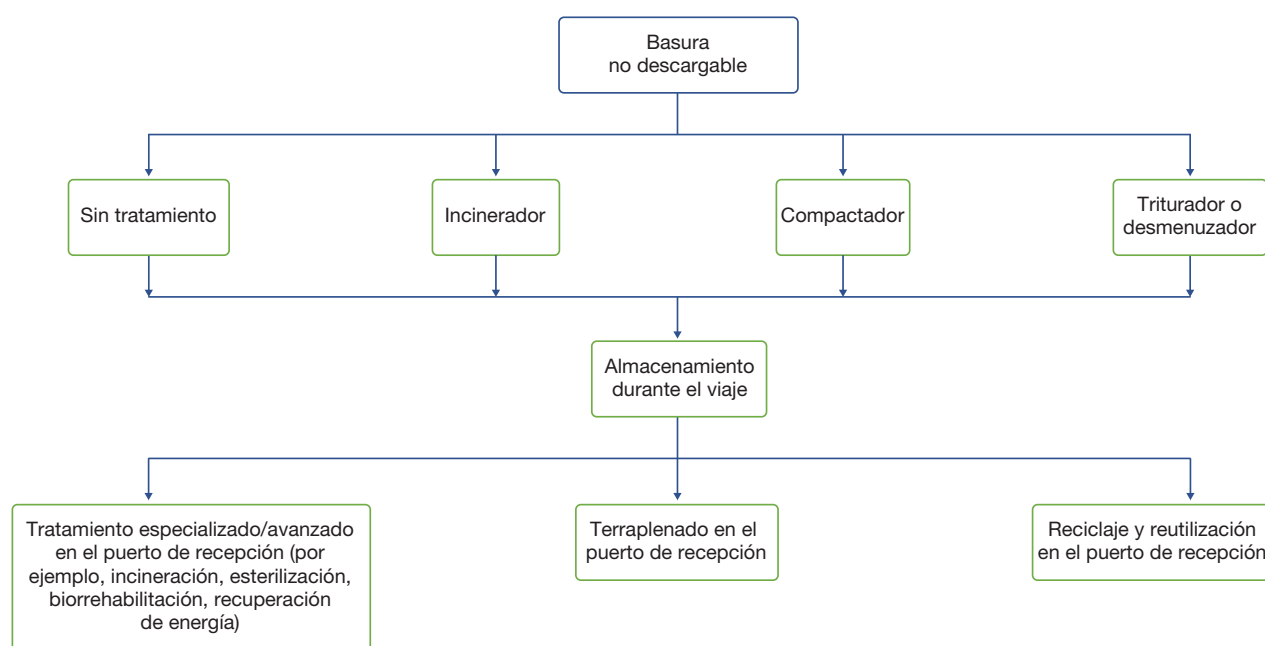 Basura
no descargable
Sin tratamiento
Incinerador
Compactador
Triturador o
desmenuzador
Almacenamiento
durante el viaje
Tratamiento especializado/avanzado
en el puerto de recepción (por
ejemplo, incineración, esterilización,
biorrehabilitación, recuperación
de energía)
Terraplenado en el
puerto de recepción
Reciclaje y reutilización
en el puerto de recepción